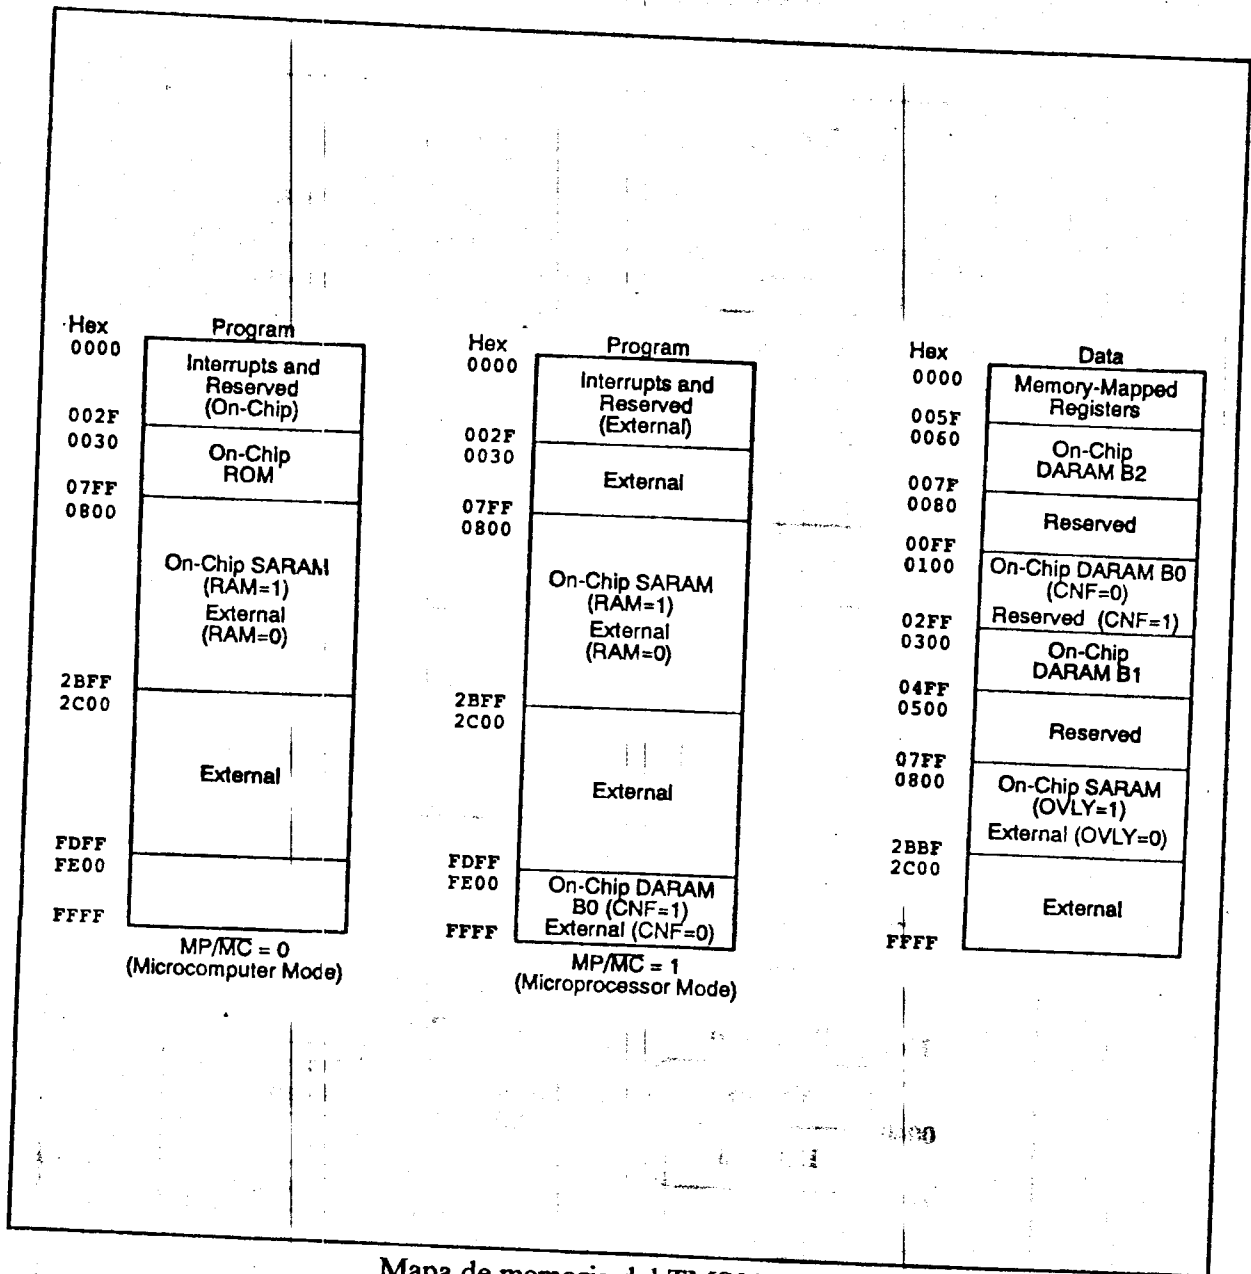 Hex Program
0000
Interrupts and
Reserved
(On-Chip)
002F
0030
On-Chip
ROM
07FF
0800
On-Chip SARAM
(RAM=1)
External
(RAM=0)
2BFF
2C00
External
FDFF
FE00
FFFF
MP/MC = 0
(Microcomputer Mode)
Hex Program
0000
Interrupts and
Reserved
(External)
002F
0030
External
07FF
0800
On-Chip SARAM
(RAM=1)
External
(RAM=0)
2BFF
2C00
External
FDFF
FE00
On-Chip DARAM
B0 (CNF=1)
External (CNF=0)
FFFF
MP/MC = 1
(Microprocessor Mode)
Hex Data
0000
Memory-Mapped
Registers
005F
0060
On-Chip
DARAM B2
007F
0080
Reserved
00FF
0100
On-Chip DARAM B0
(CNF=0)
Reserved (CNF=1)
02FF
0300
On-Chip
DARAM B1
04FF
0500
Reserved
07FF
0800
On-Chip SARAM
(OVLY=1)
External (OVLY=0)
2BBF
2C00
External
FFFF
Mapa de memoria del